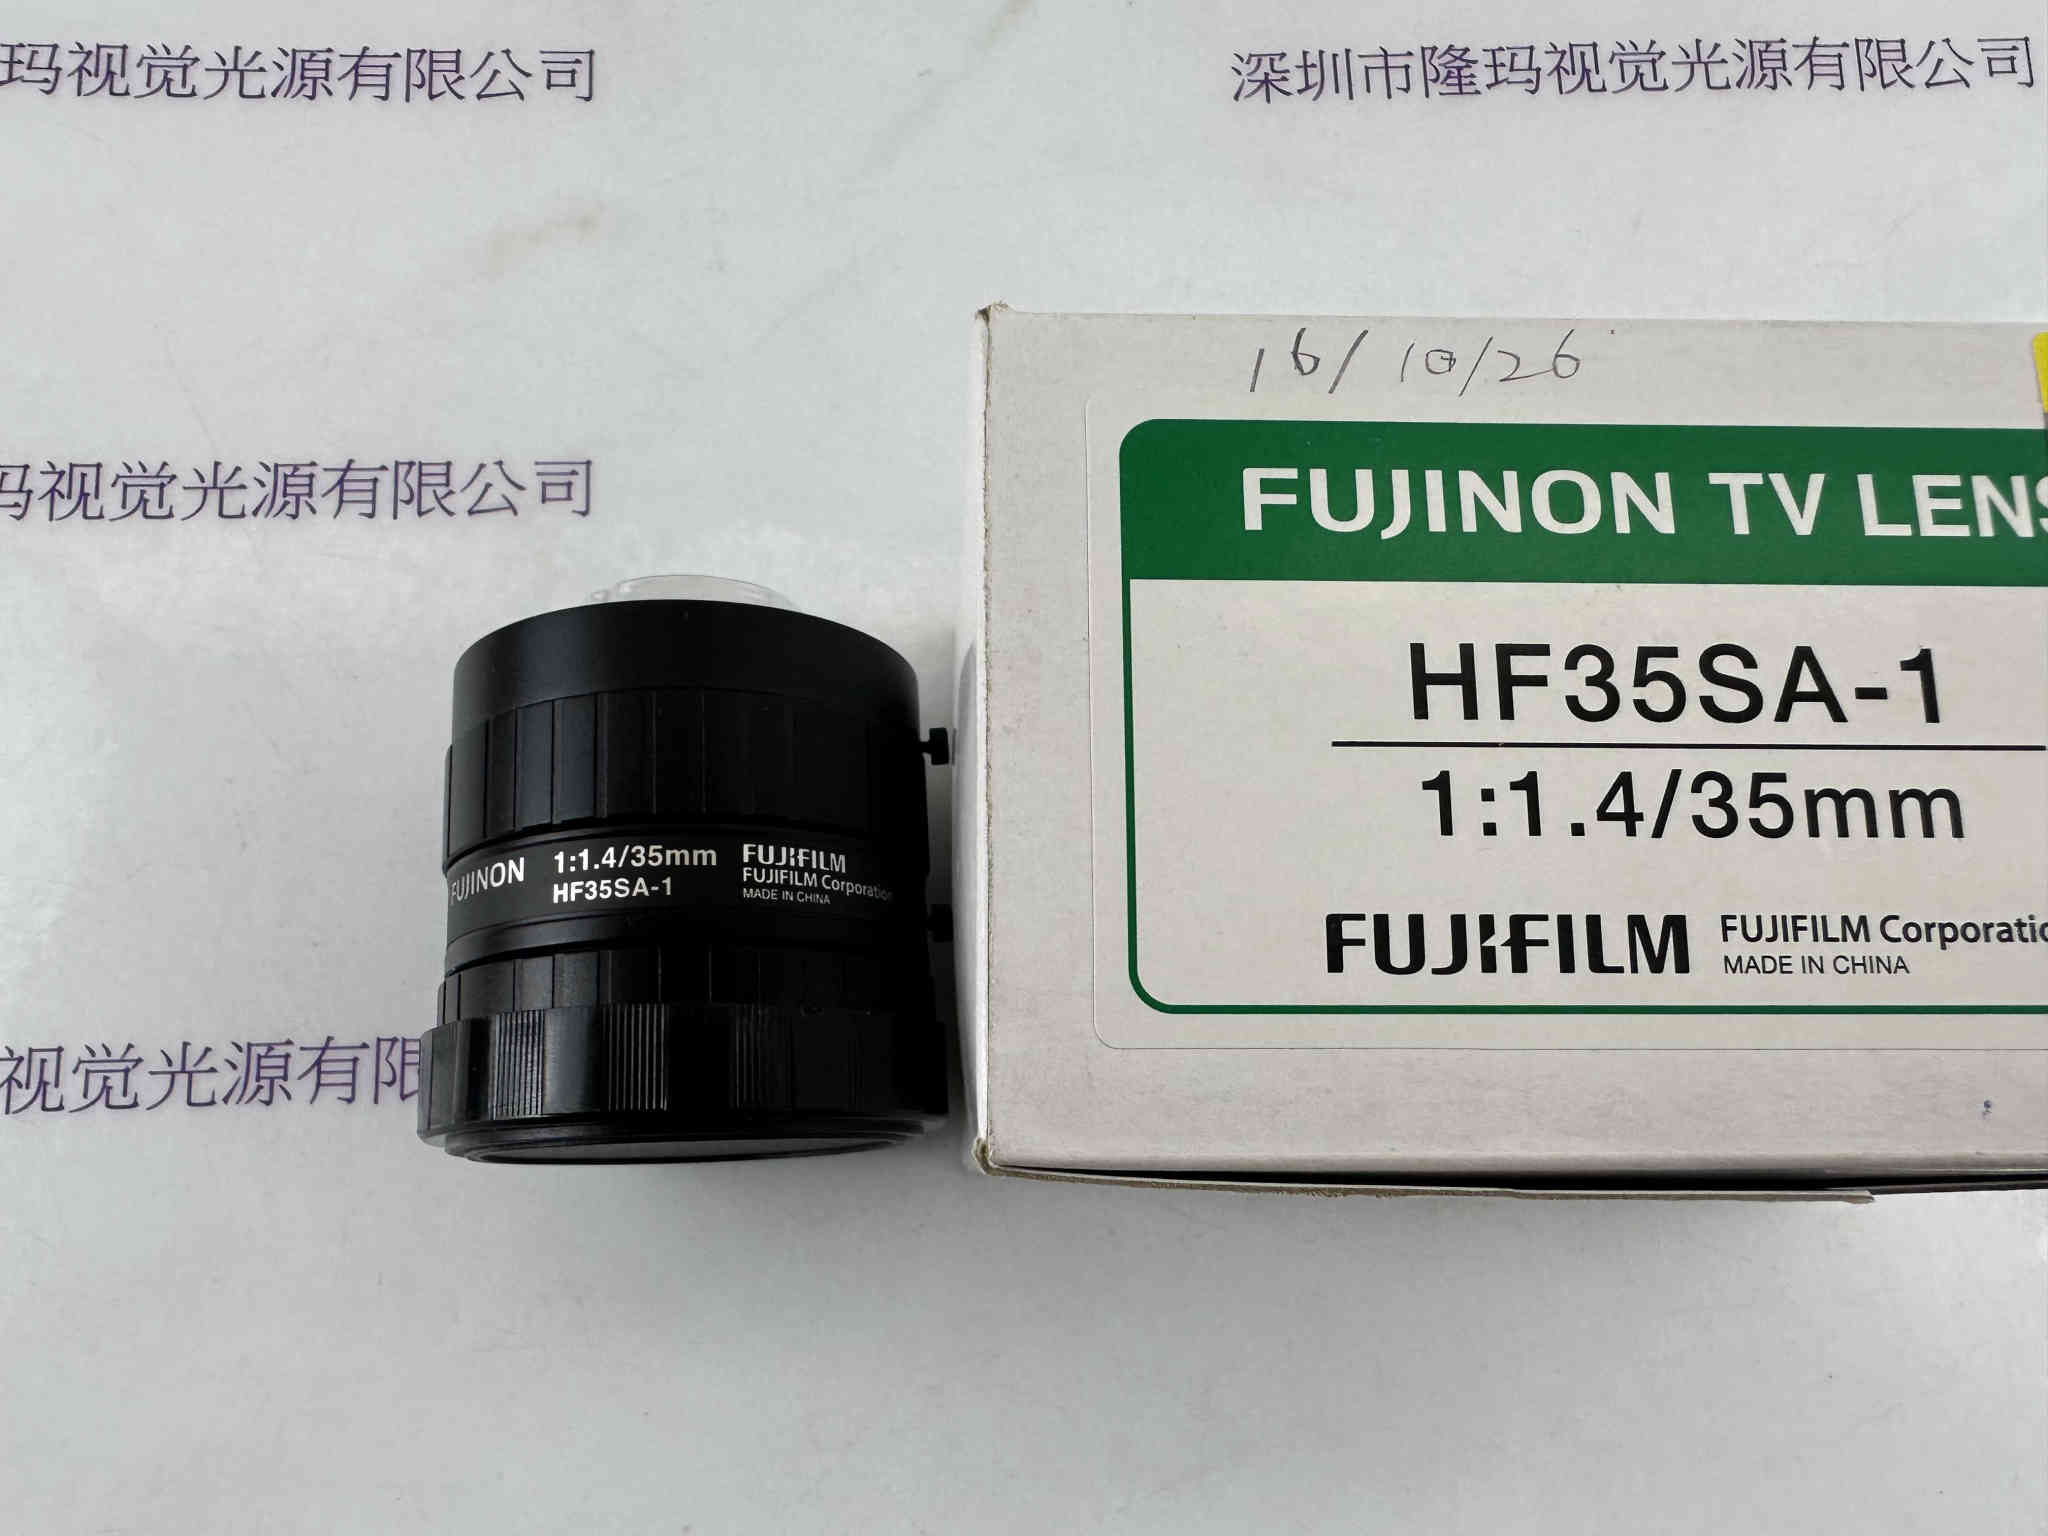 玛视觉光源有限公司
深圳市隆玛视觉光源有限公司
16/10/26
玛视觉光源有限公司
FUJINON TV LENS
HF35SA-1
1:1.4/35mm
FUJIFILM FUJIFILM Corporatio
MADE IN CHINA
FUJINON 1:1.4/35mm FUJIFILM
HF35SA-1 FUJIFILM Corporation
MADE IN CHINA
视觉光源有限